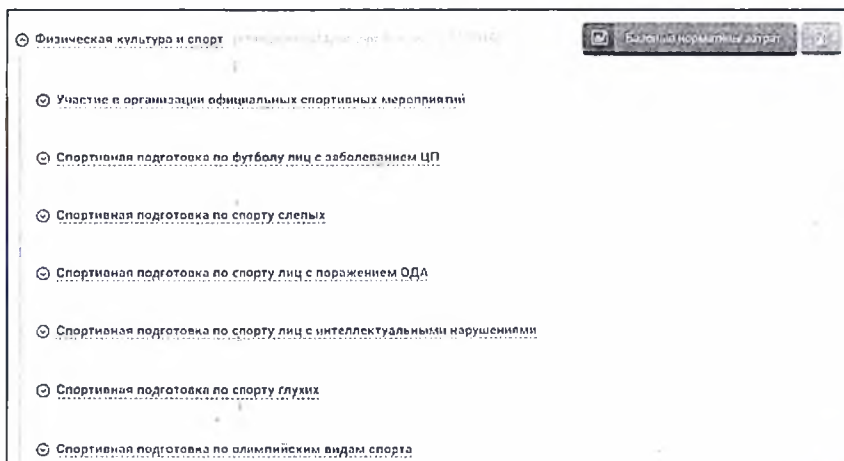 Физическая культура и спорт
Базовые нормативы затрат
Участие в организации официальных спортивных мероприятий
Спортивная подготовка по футболу лиц с заболеванием ЦП
Спортивная подготовка по спорту слепых
Спортивная подготовка по спорту лиц с поражением ОДА
Спортивная подготовка по спорту лиц с интеллектуальными нарушениями
Спортивная подготовка по спорту глухих
Спортивная подготовка по олимпийским видам спорта